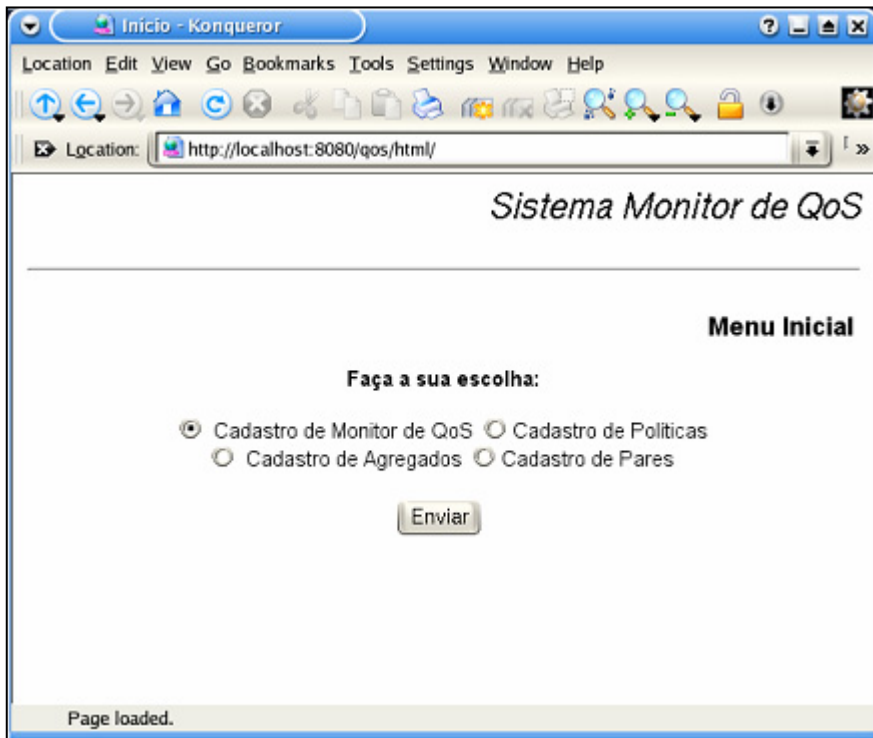 Início - Konqueror
Location Edit View Go Bookmarks Tools Settings Window Help
Location: http://localhost:8080/qos/html/
Sistema Monitor de QoS
Menu Inicial
Faça a sua escolha:
Cadastro de Monitor de QoS Cadastro de Políticas
Cadastro de Agregados Cadastro de Pares
Enviar
Page loaded.